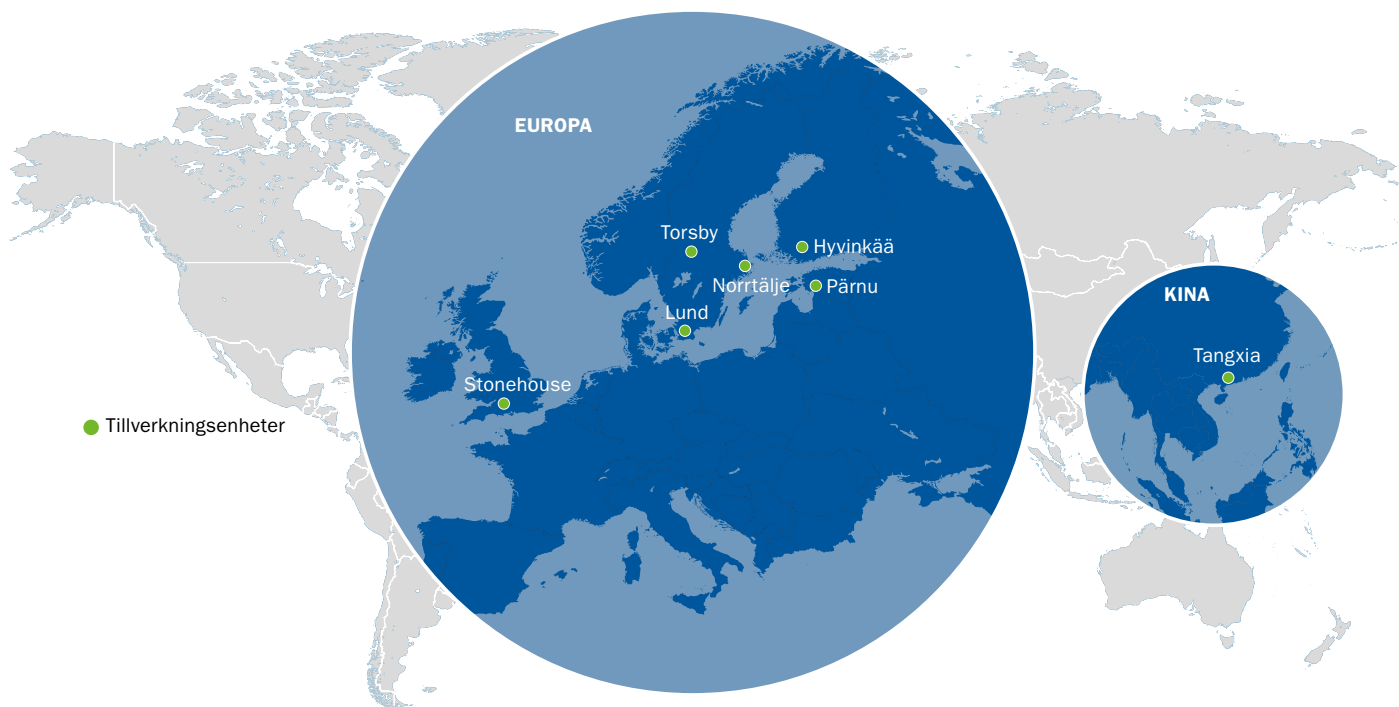 EUROPA
Torsby
Hyvinkää
Norrtälje
Pärnu
Lund
Stonehouse
KINA
Tangxia
Tillverkningsenheter